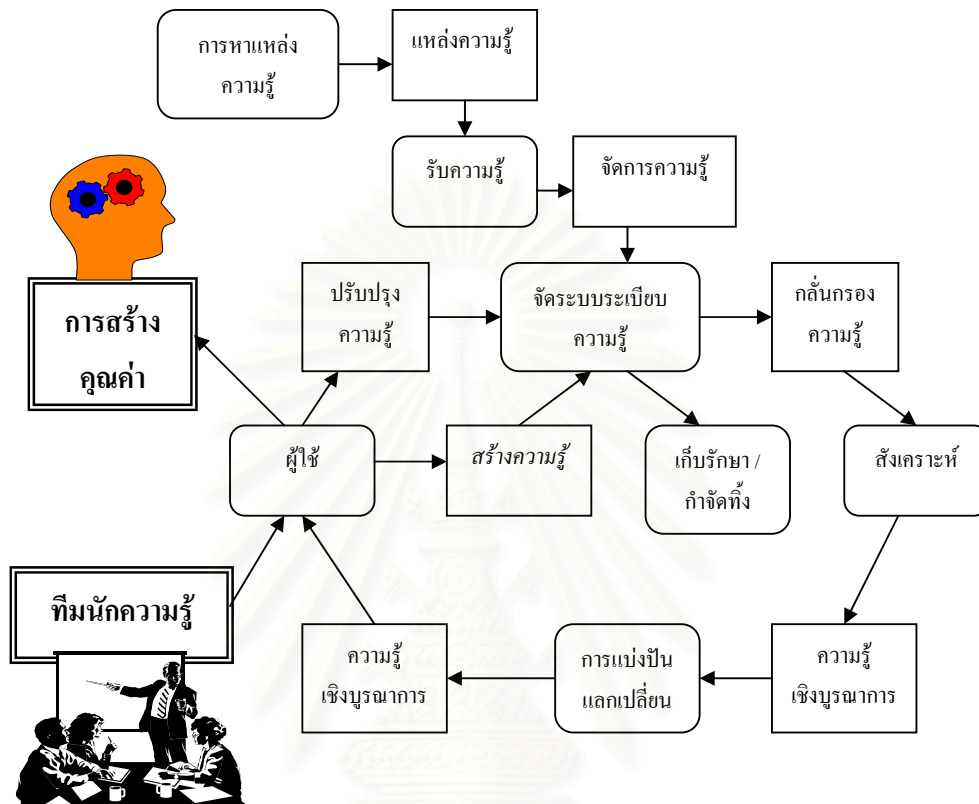 การหาแหล่ง
ความรู้
แหล่งความรู้
รับความรู้
จัดการความรู้
การสร้าง
คุณค่า
ปรับปรุง
ความรู้
จัดระบบระเบียบ
ความรู้
กลั่นกรอง
ความรู้
ผู้ใช้
สร้างความรู้
เก็บรักษา /
กำจัดทิ้ง
สังเคราะห์
ทีมนักความรู้
ความรู้
เชิงบูรณาการ
การแบ่งปัน
แลกเปลี่ยน
ความรู้
เชิงบูรณาการ